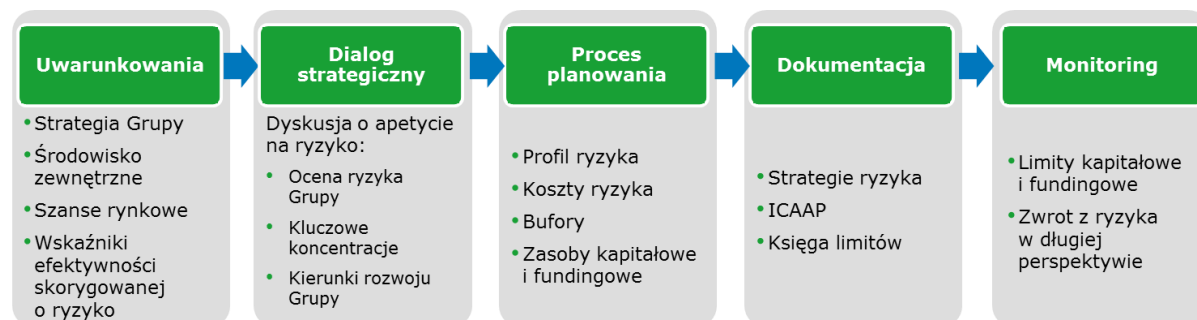 Uwarunkowania
• Strategia Grupy
• Środowisko
zewnętrzne
• Szanse rynkowe
• Wskaźniki
efektywności
skorygowanej
o ryzyko
Dialog
strategiczny
Dyskusja o apetycie
na ryzyko:
• Ocena ryzyka
Grupy
• Kluczowe
koncentracje
• Kierunki rozwoju
Grupy
Proces
planowania
• Profil ryzyka
• Koszty ryzyka
• Bufory
• Zasoby kapitałowe
i fundingowe
Dokumentacja
• Strategie ryzyka
• ICAAP
• Księga limitów
Monitoring
• Limity kapitałowe
i fundingowe
• Zwrot z ryzyka
w długiej
perspektywie